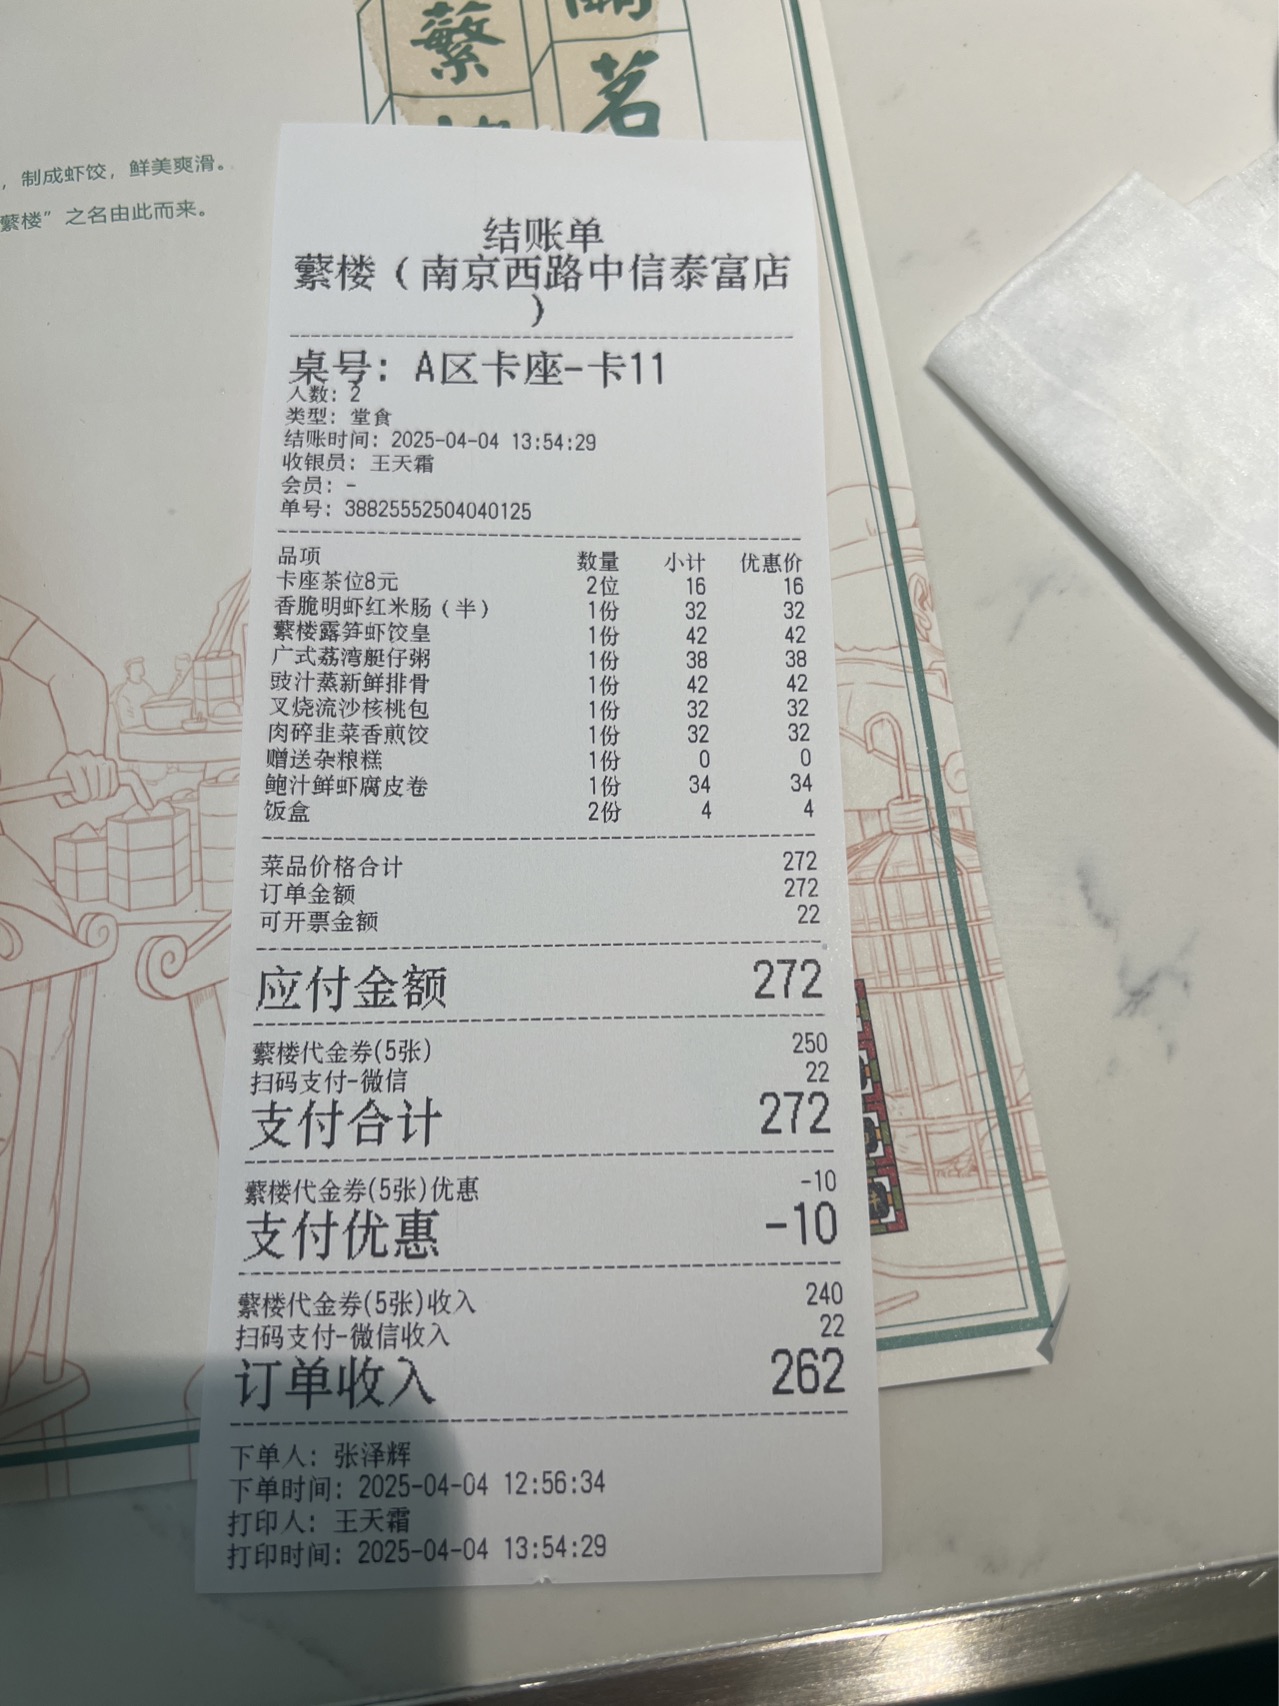 蘩
茗
，制成虾饺，鲜美爽滑。
蘩楼”之名由此而来。
结账单
蘩楼（南京西路中信泰富店
）
桌号：A区卡座-卡11
人数：2
类型：堂食
结账时间：2025-04-04 13:54:29
收银员：王天霜
会员：-
单号：38825552504040125
品项 数量 小计 优惠价
卡座茶位8元 2位 16 16
香脆明虾红米肠（半） 1份 32 32
蘩楼露笋虾饺皇 1份 42 42
广式荔湾艇仔粥 1份 38 38
豉汁蒸新鲜排骨 1份 42 42
叉烧流沙核桃包 1份 32 32
肉碎韭菜香煎饺 1份 32 32
赠送杂粮糕 1份 0 0
鲍汁鲜虾腐皮卷 1份 34 34
饭盒 2份 4 4
菜品价格合计 272
订单金额 272
可开票金额 22
应付金额 272
蘩楼代金券(5张) 250
扫码支付-微信 22
支付合计 272
蘩楼代金券(5张)优惠 -10
支付优惠 -10
蘩楼代金券(5张)收入 240
扫码支付-微信收入 22
订单收入 262
下单人：张泽辉
下单时间：2025-04-04 12:56:34
打印人：王天霜
打印时间：2025-04-04 13:54:29